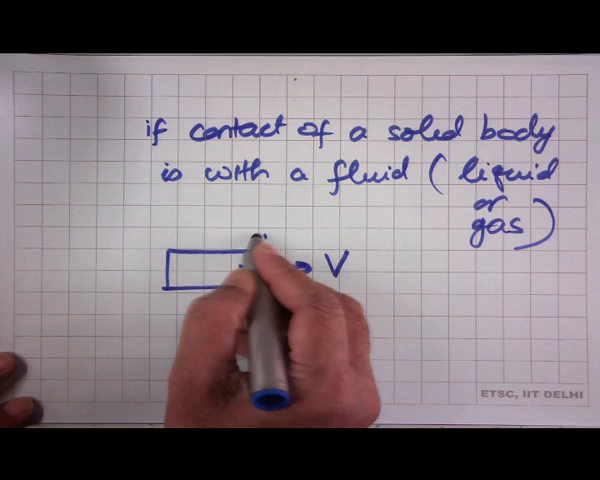 if contact of a solid body
is with a fluid ( liquid
or
gas )
V
ETSC, IIT DELHI